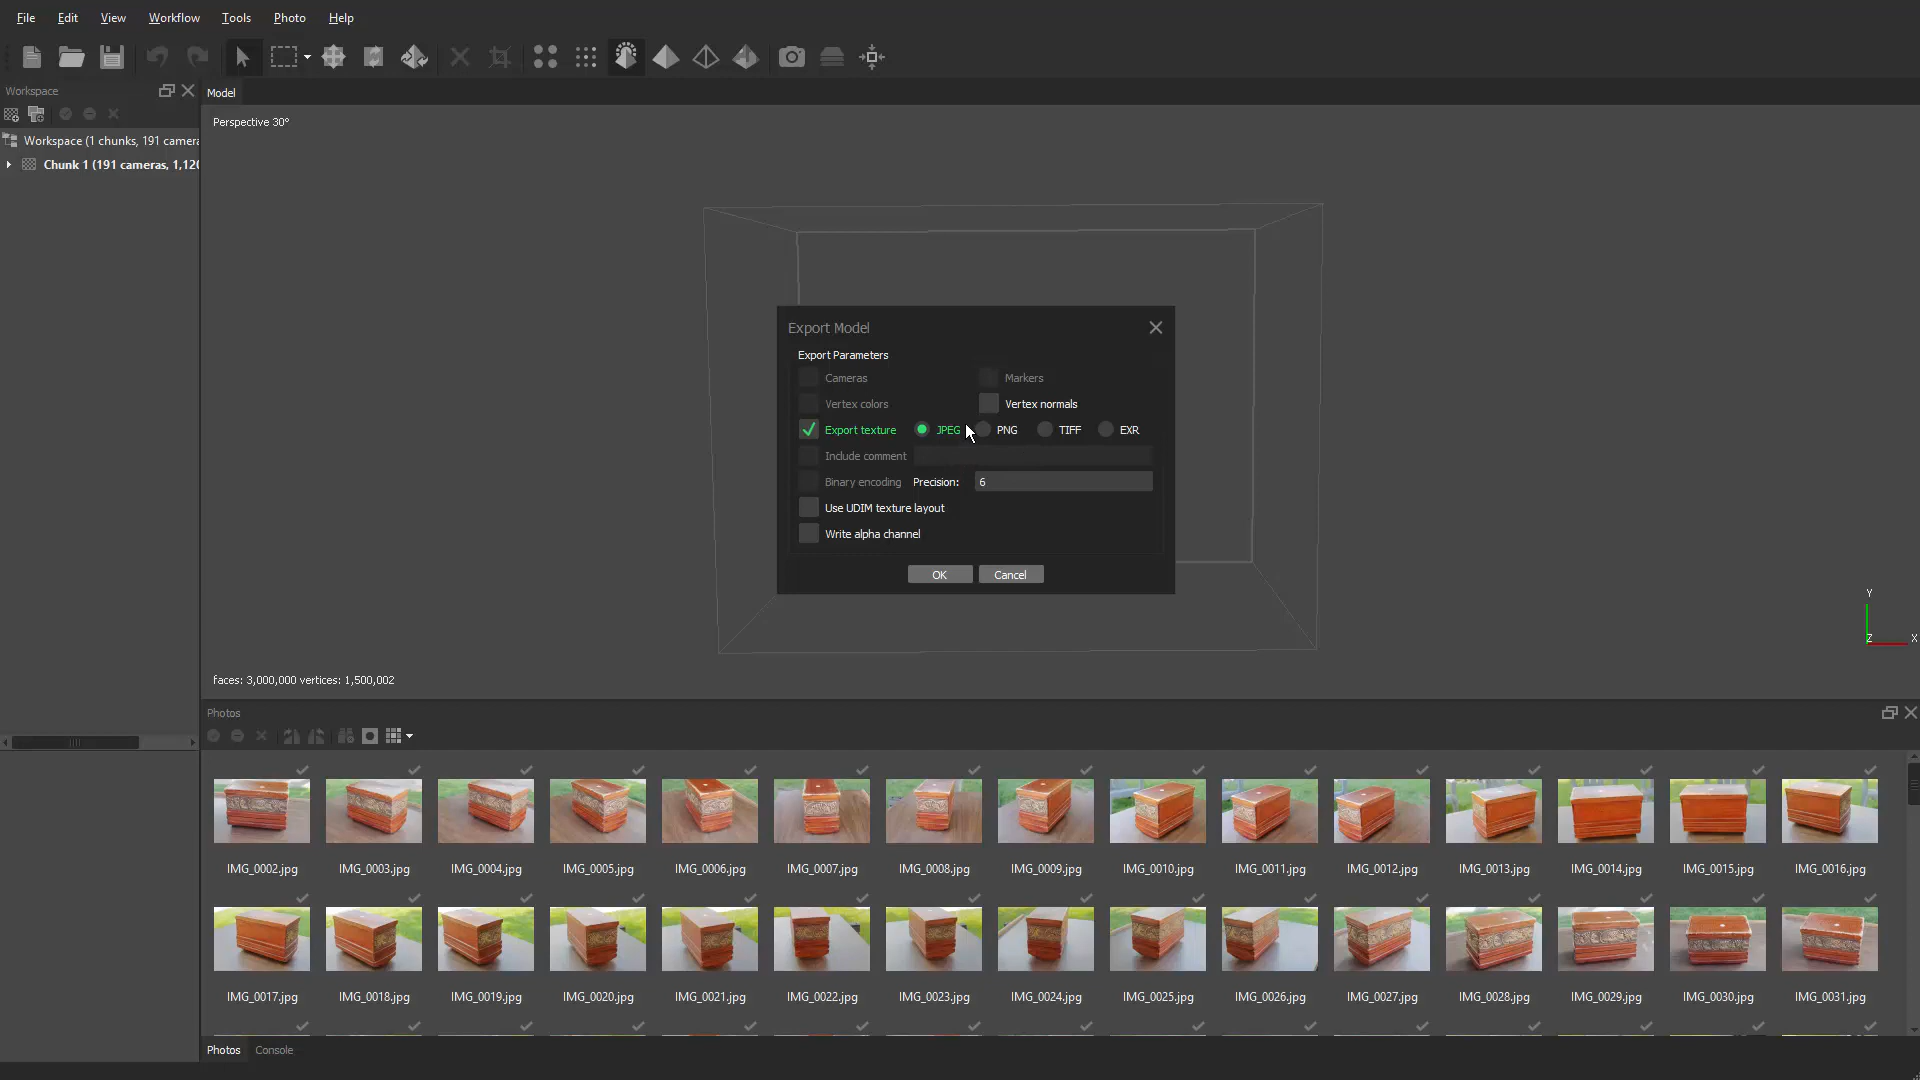 File Edit View Workflow Tools Photo Help
Workspace
Model
Perspective 30°
Workspace (1 chunks, 191 camera
Chunk 1 (191 cameras, 1,120
Export Model
Export Parameters
Cameras Markers
Vertex colors Vertex normals
Export texture JPEG PNG TIFF EXR
Include comment
Binary encoding Precision: 6
Use UDIM texture layout
Write alpha channel
OK Cancel
Y
Z X
faces: 3,000,000 vertices: 1,500,002
Photos
IMG_0002.jpg IMG_0003.jpg IMG_0004.jpg IMG_0005.jpg IMG_0006.jpg IMG_0007.jpg IMG_0008.jpg IMG_0009.jpg IMG_0010.jpg IMG_0011.jpg IMG_0012.jpg IMG_0013.jpg IMG_0014.jpg IMG_0015.jpg IMG_0016.jpg
IMG_0017.jpg IMG_0018.jpg IMG_0019.jpg IMG_0020.jpg IMG_0021.jpg IMG_0022.jpg IMG_0023.jpg IMG_0024.jpg IMG_0025.jpg IMG_0026.jpg IMG_0027.jpg IMG_0028.jpg IMG_0029.jpg IMG_0030.jpg IMG_0031.jpg
Photos Console